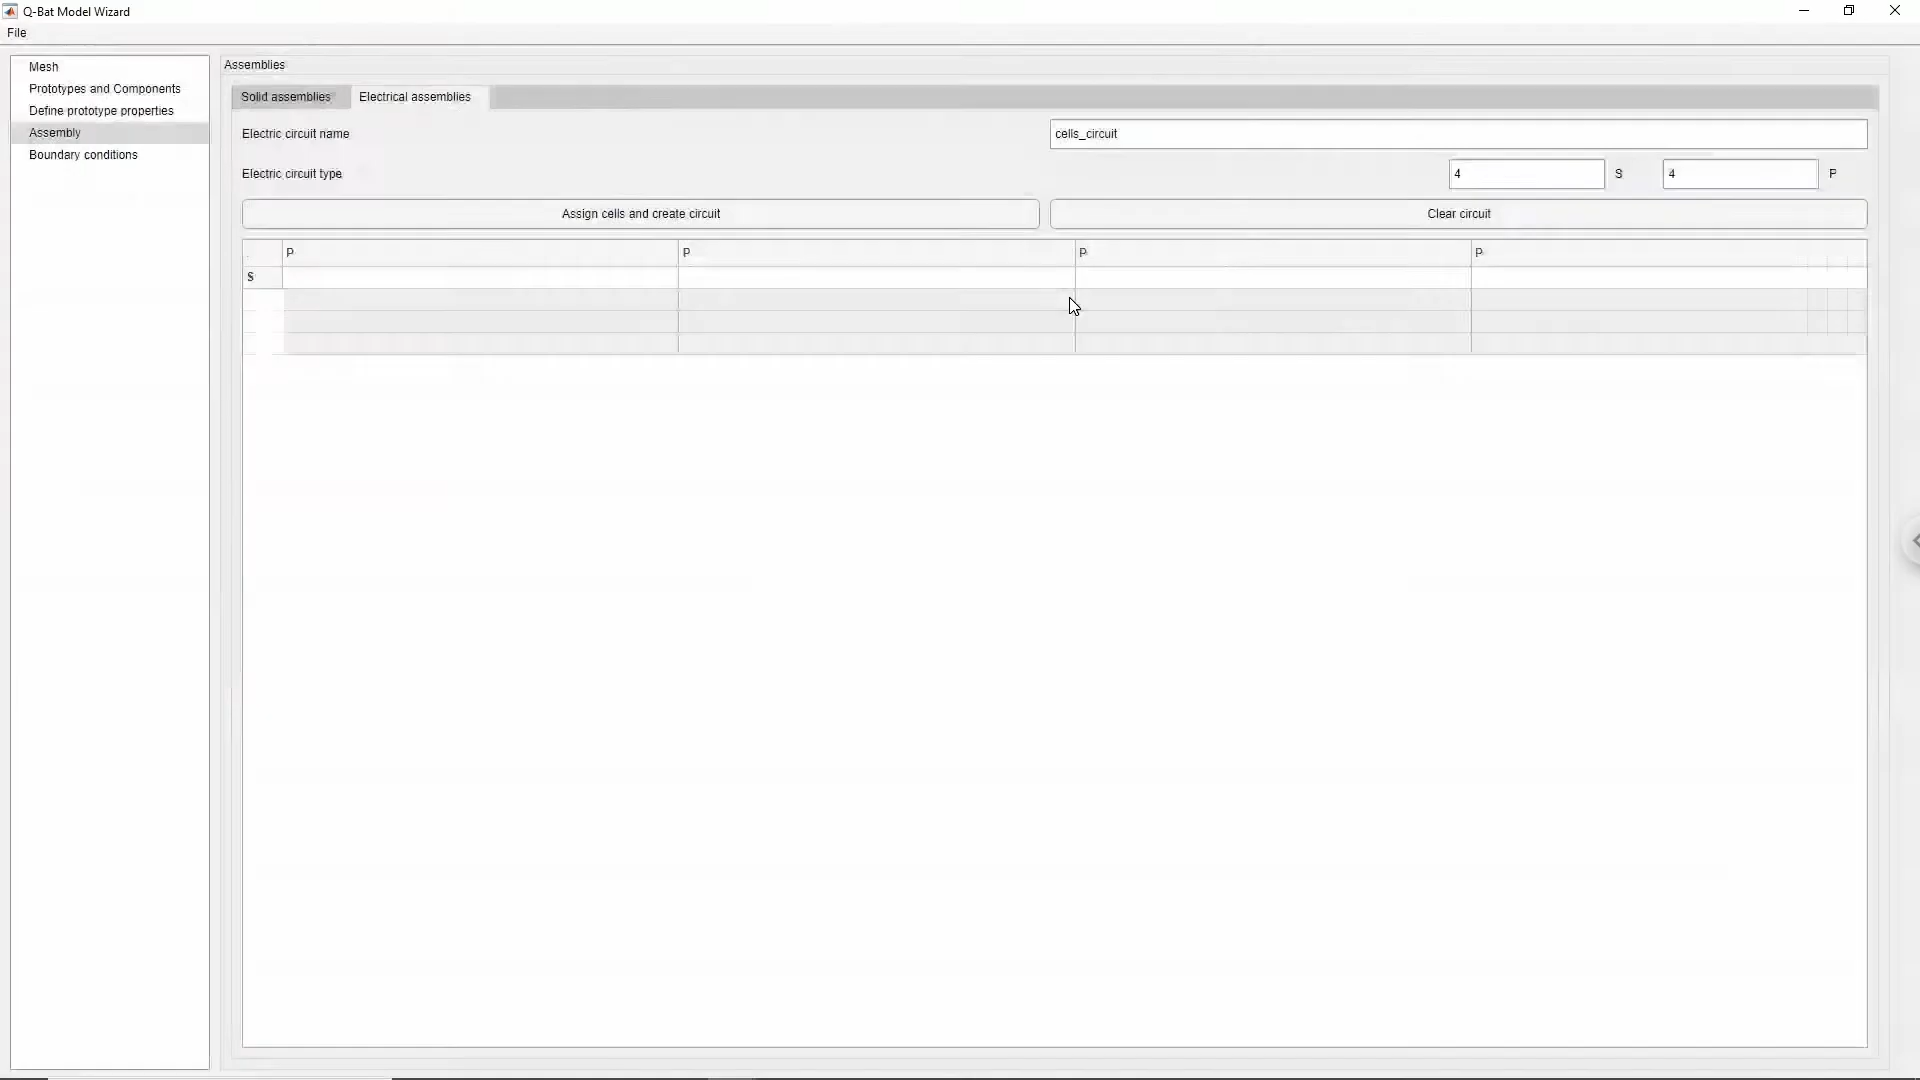 Q-Bat Model Wizard
File
Mesh
Prototypes and Components
Define prototype properties
Assembly
Boundary conditions
Assemblies
Solid assemblies Electrical assemblies
Electric circuit name cells_circuit
Electric circuit type 4 S 4 P
Assign cells and create circuit Clear circuit
P P P P
S